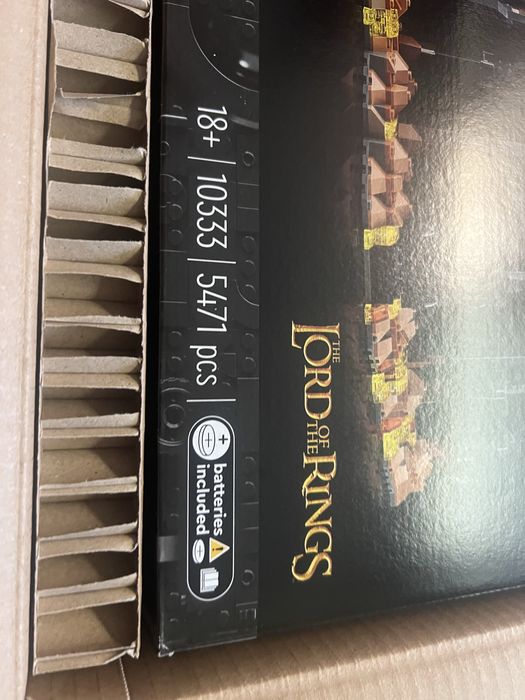 18+ | 10333 | 5471 pcs
+ batteries
included
THE
LORD OF
THE RINGS